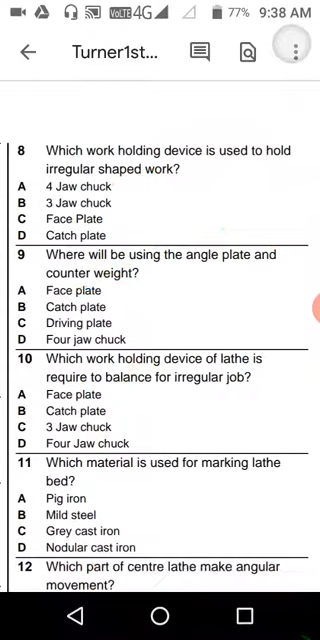 VoLTE 4G 77% 9:38 AM
Turner1st...
8 Which work holding device is used to hold
irregular shaped work?
A 4 Jaw chuck
B 3 Jaw chuck
C Face Plate
D Catch plate
9 Where will be using the angle plate and
counter weight?
A Face plate
B Catch plate
C Driving plate
D Four jaw chuck
10 Which work holding device of lathe is
require to balance for irregular job?
A Face plate
B Catch plate
C 3 Jaw chuck
D Four Jaw chuck
11 Which material is used for marking lathe
bed?
A Pig iron
B Mild steel
C Grey cast iron
D Nodular cast iron
12 Which part of centre lathe make angular
movement?